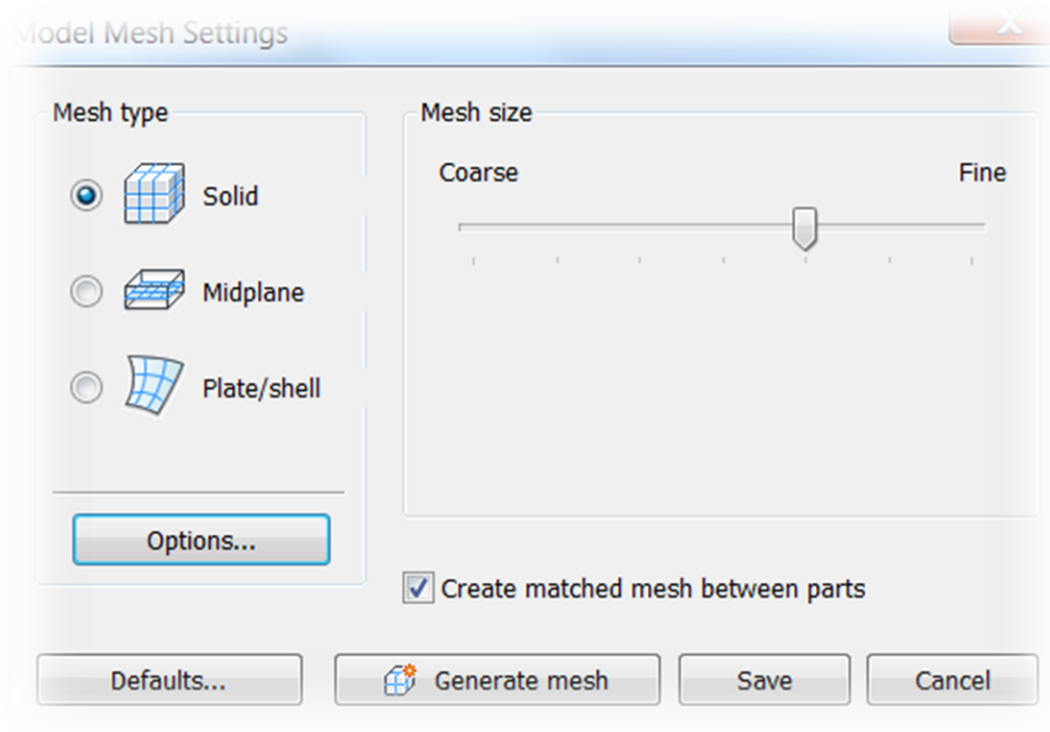 Model Mesh Settings
Mesh type
Solid
Midplane
Plate/shell
Options...
Mesh size
Coarse
Fine
Create matched mesh between parts
Defaults...
Generate mesh
Save
Cancel